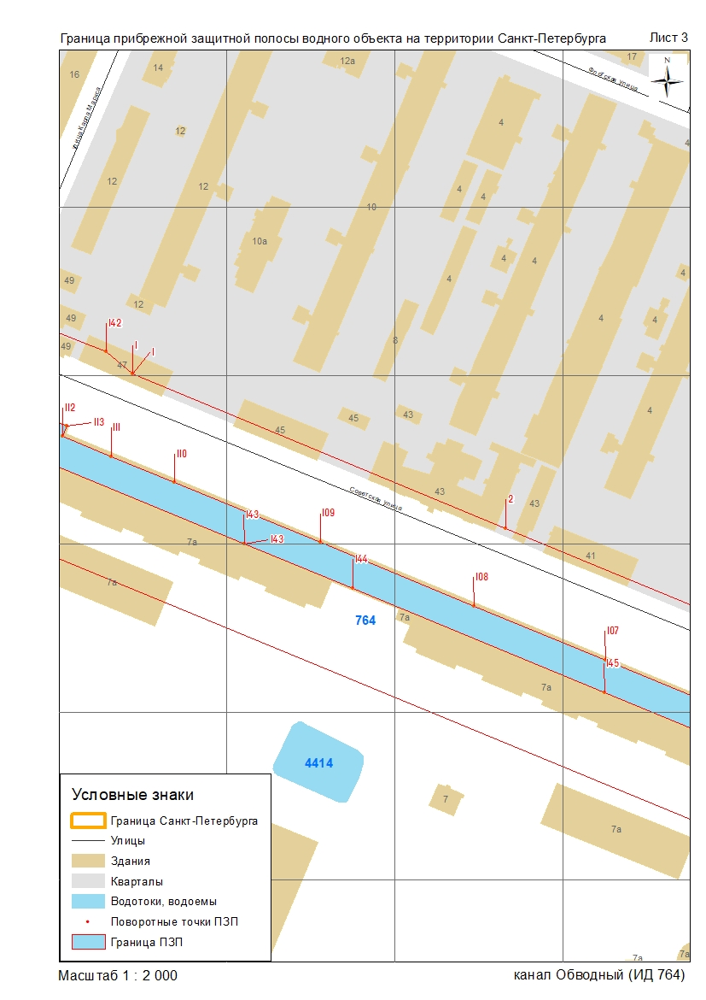 Граница прибрежной защитной полосы водного объекта на территории Санкт-Петербурга Лист 3
16
14
12а
17
N
Флотская улица
улица Карла Маркса
12
4
4
12
12
4
4
10
10а
4
4
4
4
49
12
49
142
4
4
49
1
1
47
8
4
112
113
111
45
45
43
110
Советская улица
43
2
43
143
109
143
7а
144
41
7а
108
764
7а
107
145
7а
4414
7
7а
Условные знаки
Граница Санкт-Петербурга
Улицы
Здания
Кварталы
Водотоки, водоемы
Поворотные точки ПЗП
Граница ПЗП
7а
7а
Масштаб 1 : 2 000
канал Обводный (ИД 764)